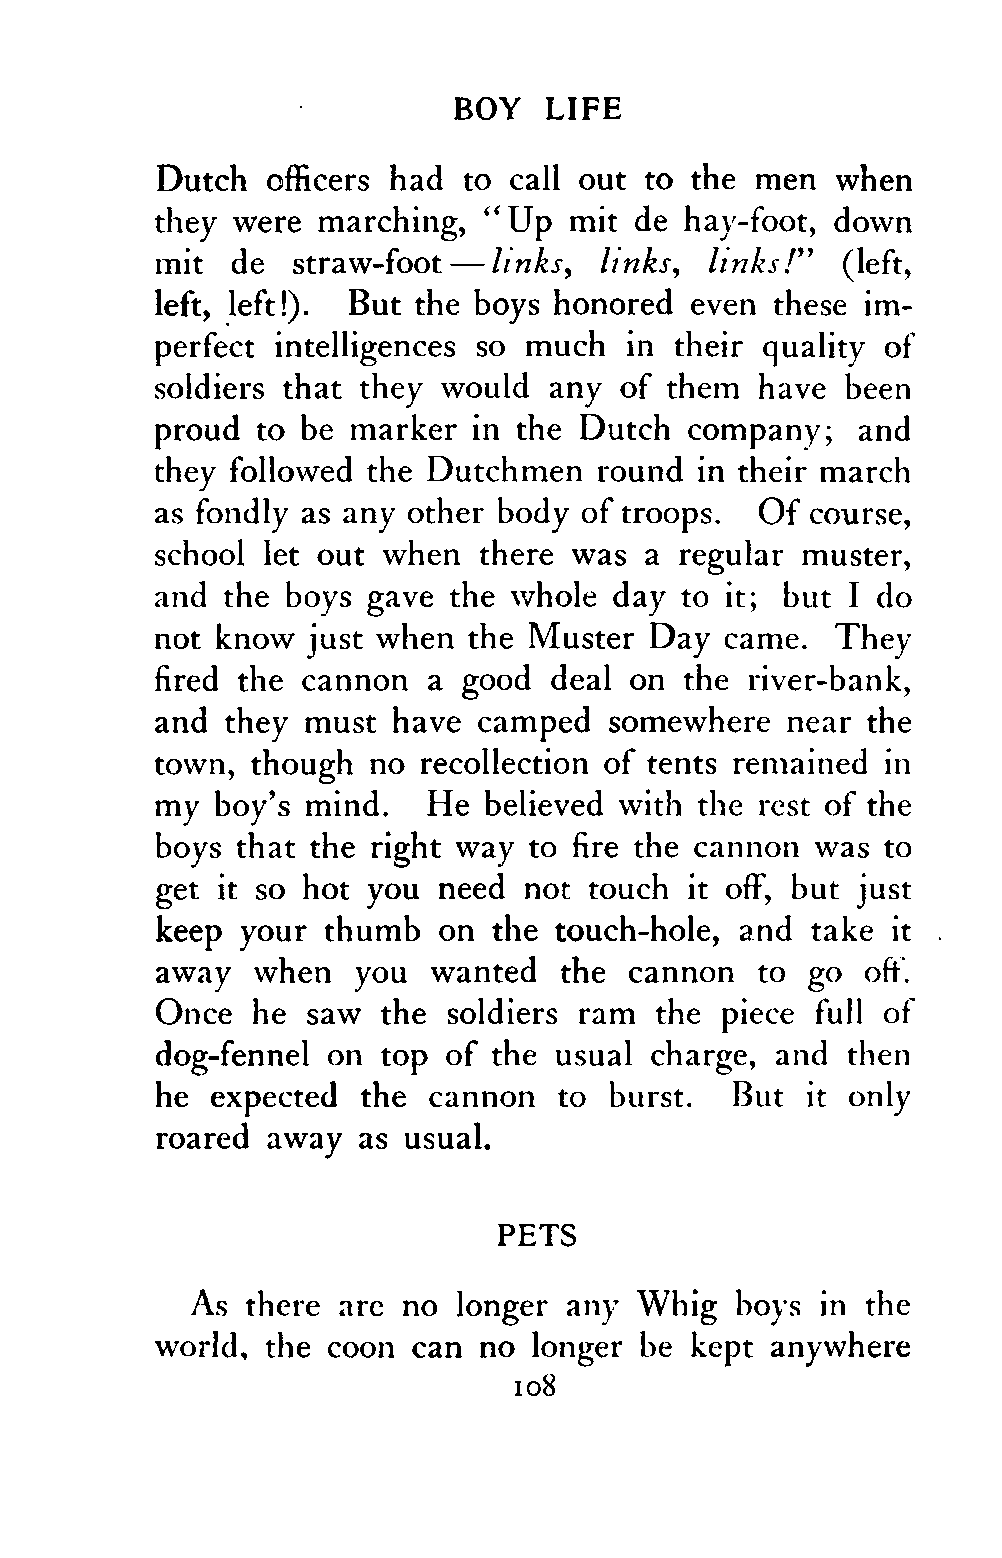 BOY LIFE
Dutch officers had to call out to the men when
they were marching, “Up mit de hay-foot, down
mit de straw-foot—links, links, links!” (left,
left, left!). But the boys honored even these im-
perfect intelligences so much in their quality of
soldiers that they would any of them have been
proud to be marker in the Dutch company; and
they followed the Dutchmen round in their march
as fondly as any other body of troops. Of course,
school let out when there was a regular muster,
and the boys gave the whole day to it; but I do
not know just when the Muster Day came. They
fired the cannon a good deal on the river-bank,
and they must have camped somewhere near the
town, though no recollection of tents remained in
my boy’s mind. He believed with the rest of the
boys that the right way to fire the cannon was to
get it so hot you need not touch it off, but just
keep your thumb on the touch-hole, and take it
away when you wanted the cannon to go off.
Once he saw the soldiers ram the piece full of
dog-fennel on top of the usual charge, and then
he expected the cannon to burst. But it only
roared away as usual.
PETS
As there are no longer any Whig boys in the
world, the coon can no longer be kept anywhere
108